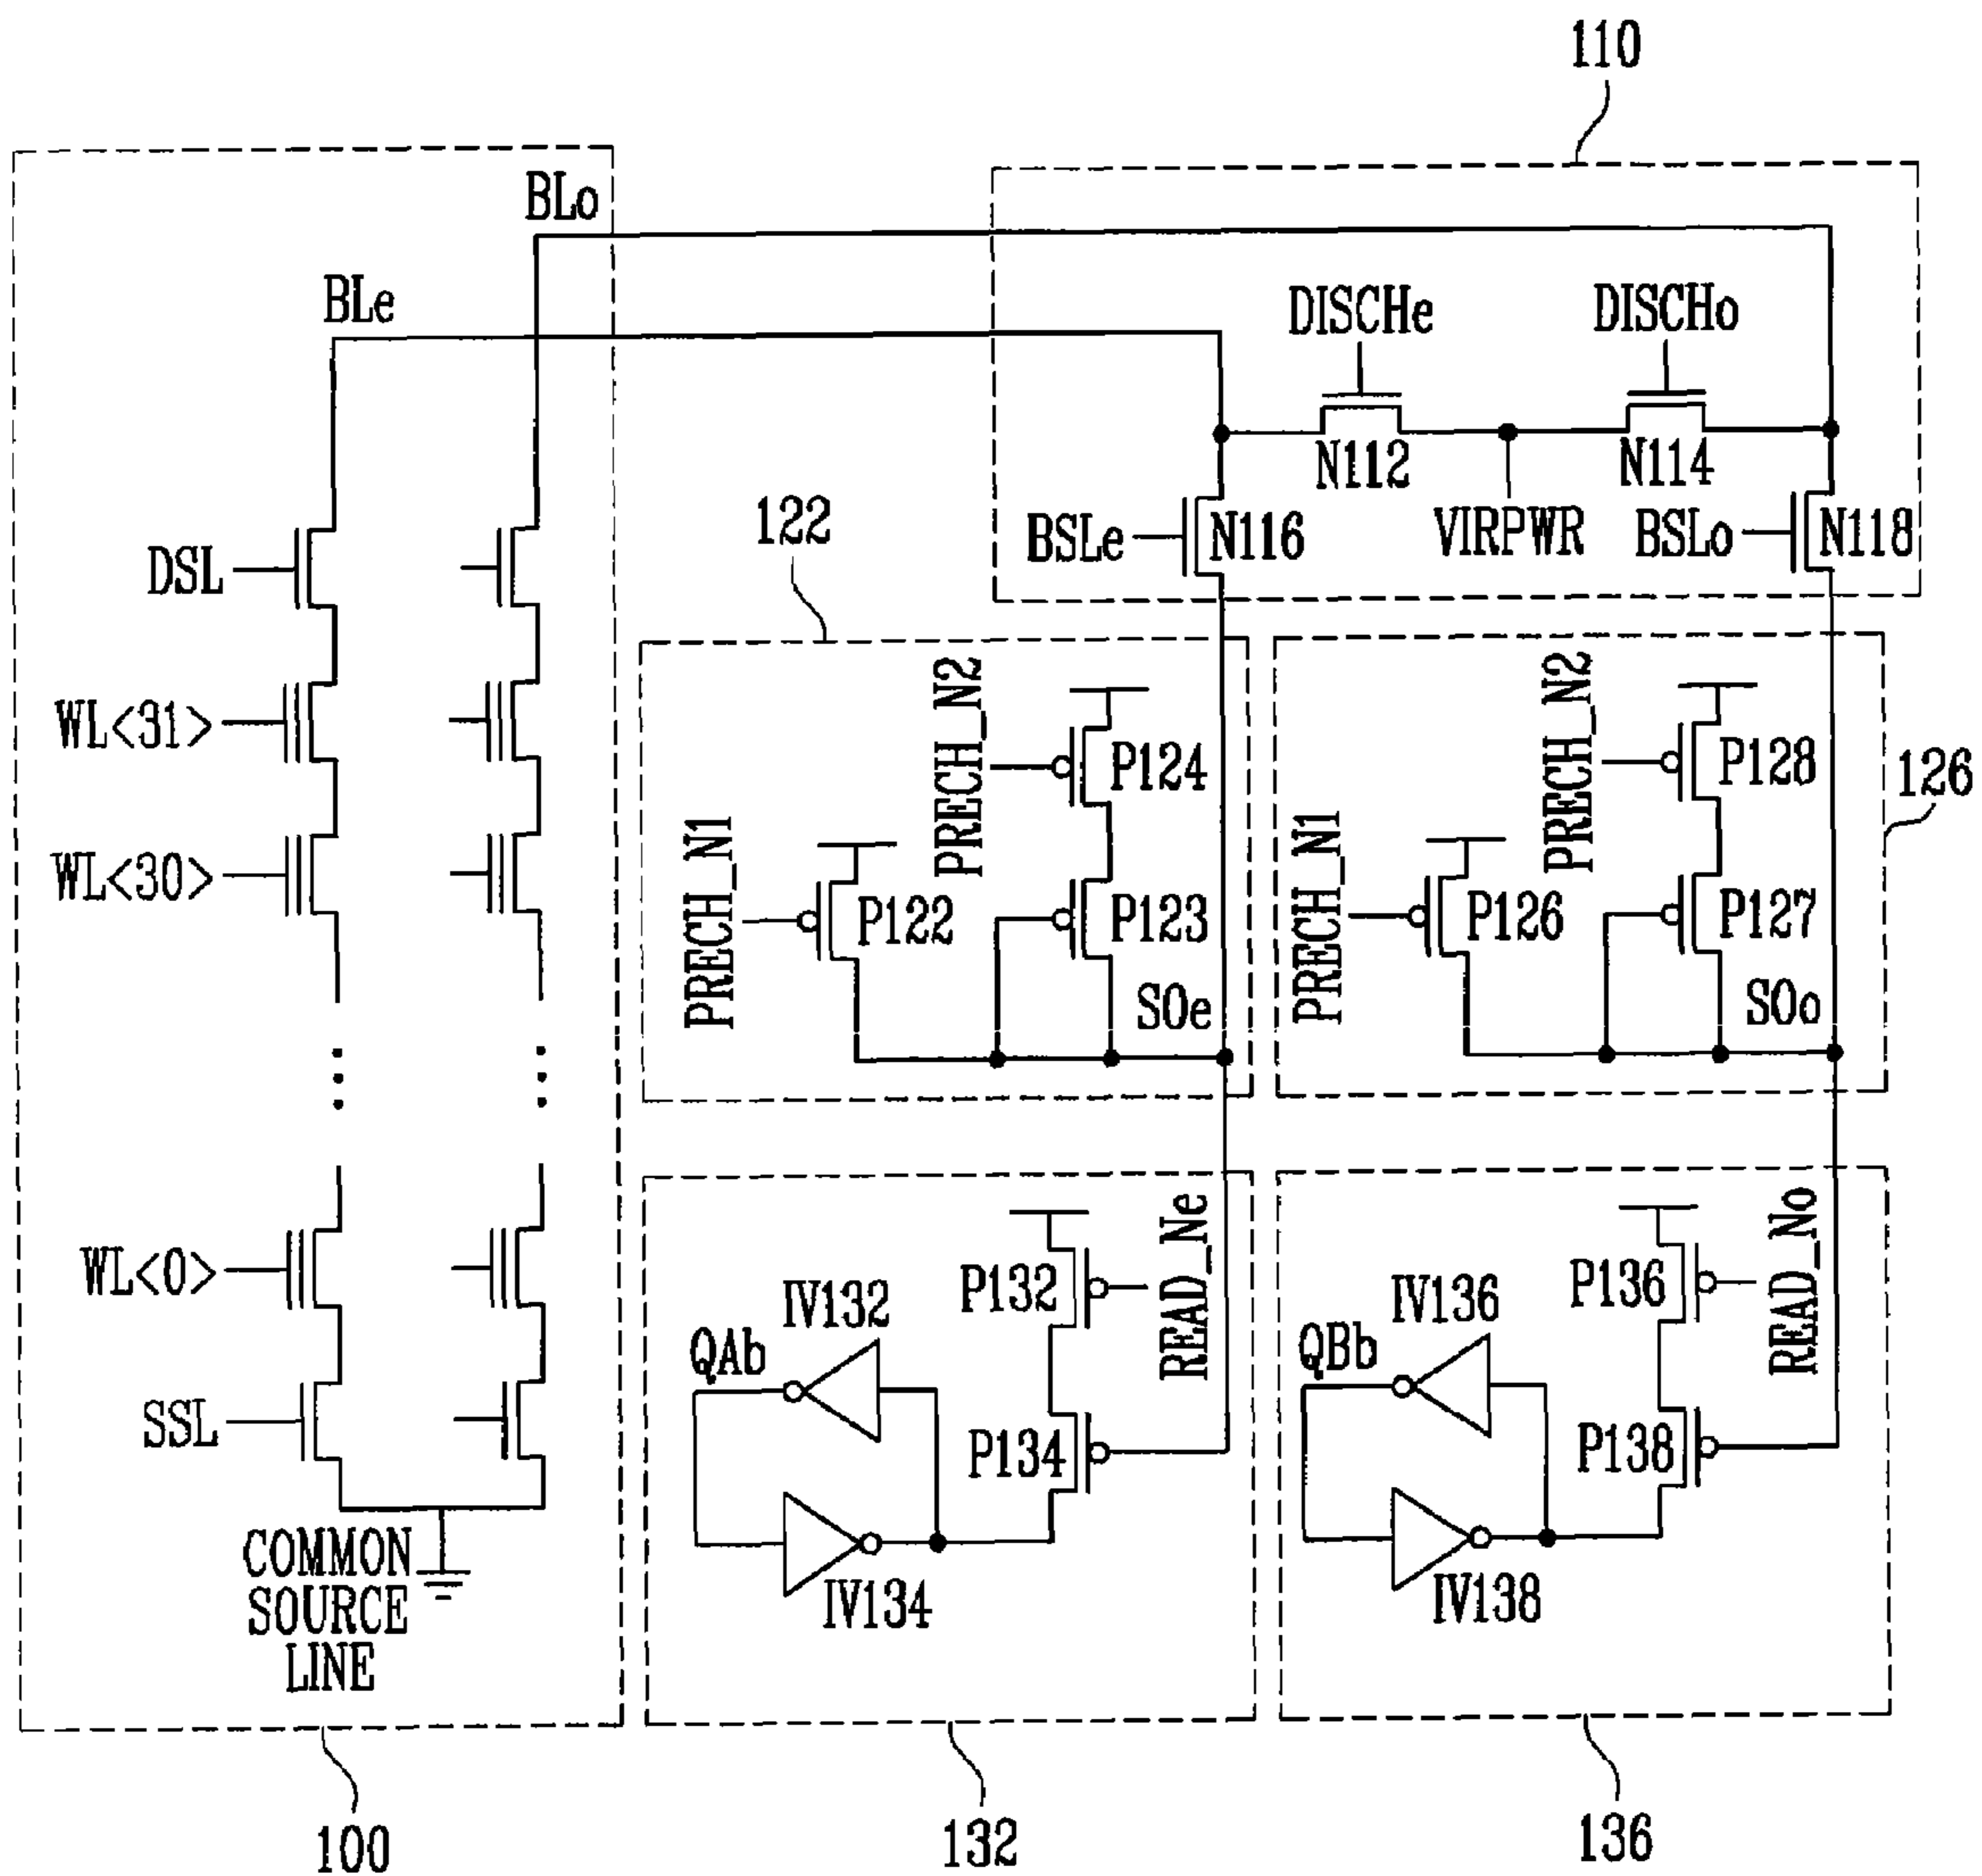 110
BLo
BLe
DISCHe
DISCHo
N112
N114
122
BSLe
N116
VIRPWR
BSLo
N118
DSL
WL<31>
PRECH_N2
P124
PRECH_N2
P128
126
WL<30>
PRECH_N1
P122
P123
PRECH_N1
P126
P127
SOe
SOo
WL<0>
IV132
P132
READ_Ne
IV136
P136
READ_No
QAb
QBb
SSL
P134
P138
COMMON
SOURCE
LINE
IV134
IV138
100
132
136